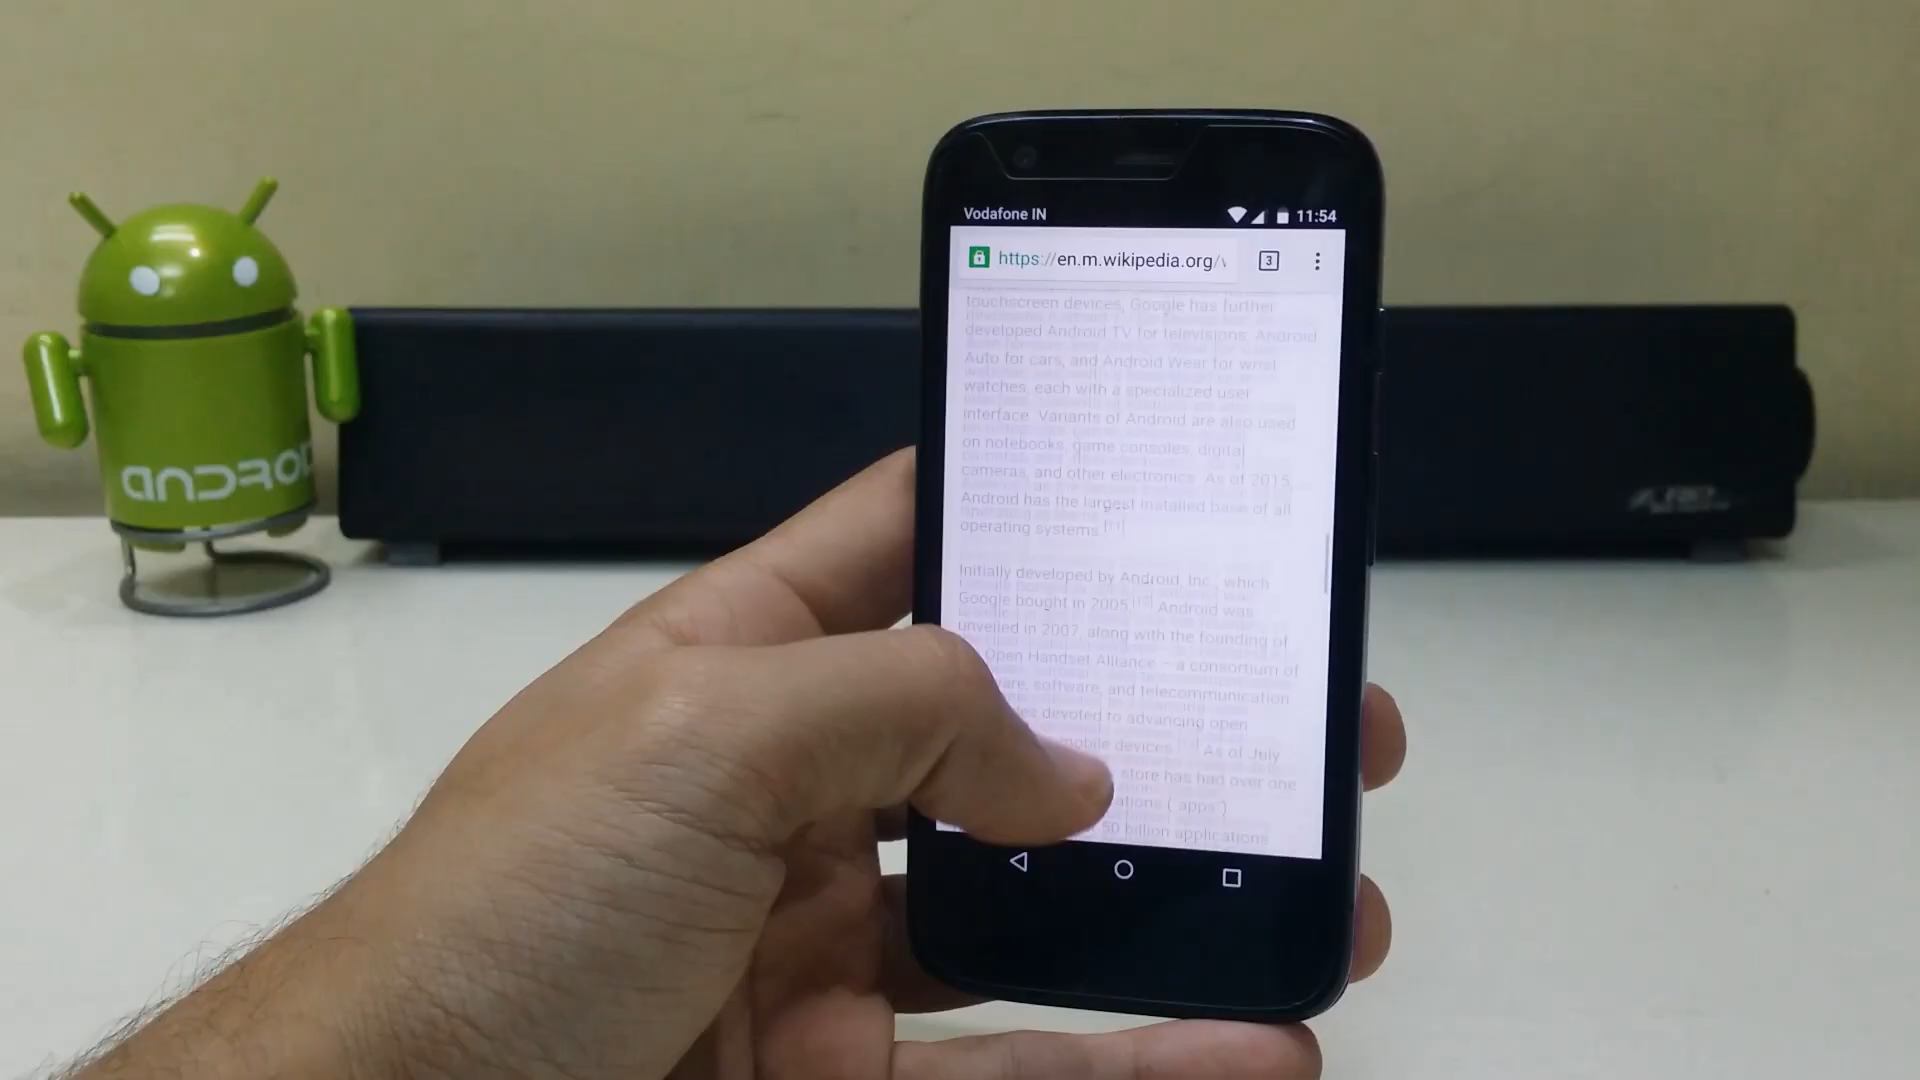 Vodafone IN 11:54
https://en.m.wikipedia.org/
3
touchscreen devices, Google has further
developed Android TV for televisions, Android
Auto for cars, and Android Wear for wrist
watches, each with a specialized user
interface. Variants of Android are also used
on notebooks, game consoles, digital
cameras, and other electronics. As of 2015,
Android has the largest installed base of all
operating systems.
Initially developed by Android, Inc., which
Google bought in 2005, Android was
unveiled in 2007, along with the founding of
Open Handset Alliance – a consortium of
software, and telecommunication
devoted to advancing open
mobile devices. As of July
store has had over one
("apps")
50 billion applications
ANDROID